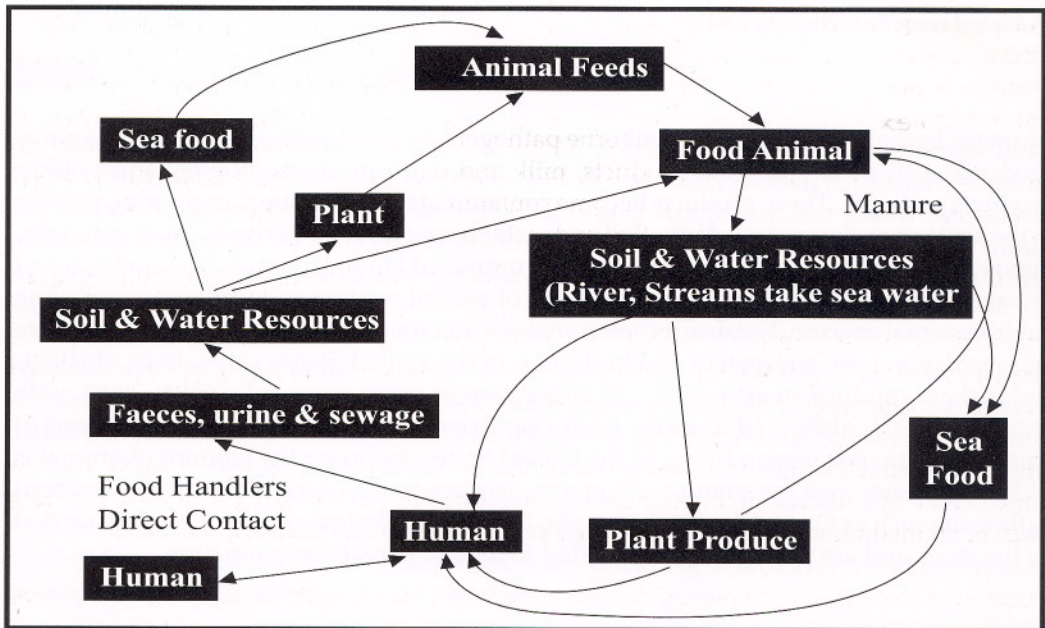 Animal Feeds
Sea food
Food Animal
Plant
Manure
Soil & Water Resources
(River, Streams take sea water
Soil & Water Resources
Faeces, urine & sewage
Sea
Food
Food Handlers
Direct Contact
Human
Plant Produce
Human